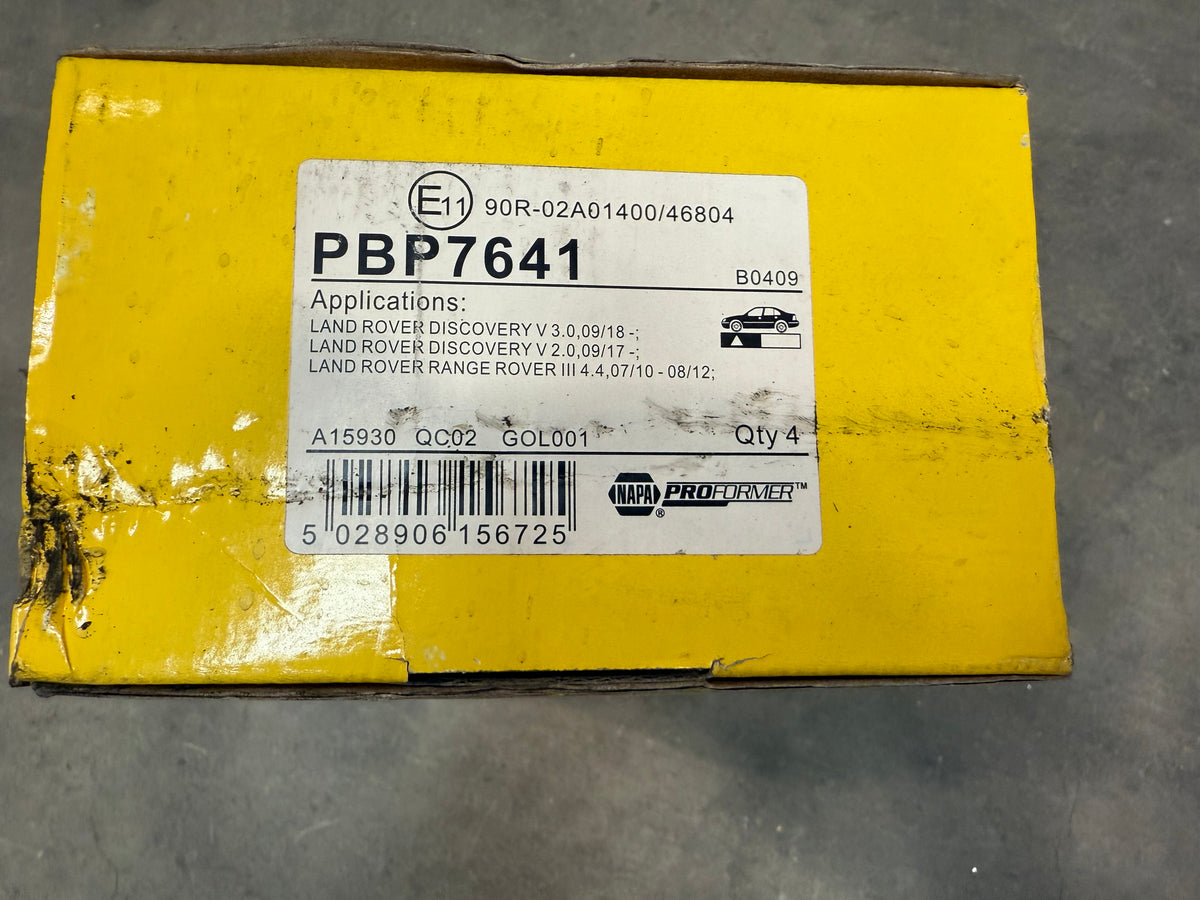 E11 90R-02A01400/46804
PBP7641
B0409
Applications:
LAND ROVER DISCOVERY V 3.0,09/18 -;
LAND ROVER DISCOVERY V 2.0,09/17 -;
LAND ROVER RANGE ROVER III 4.4,07/10 - 08/12;
A15930 QC02 GOL001 Qty 4
NAPA® PROFORMER™
5 028906 156725